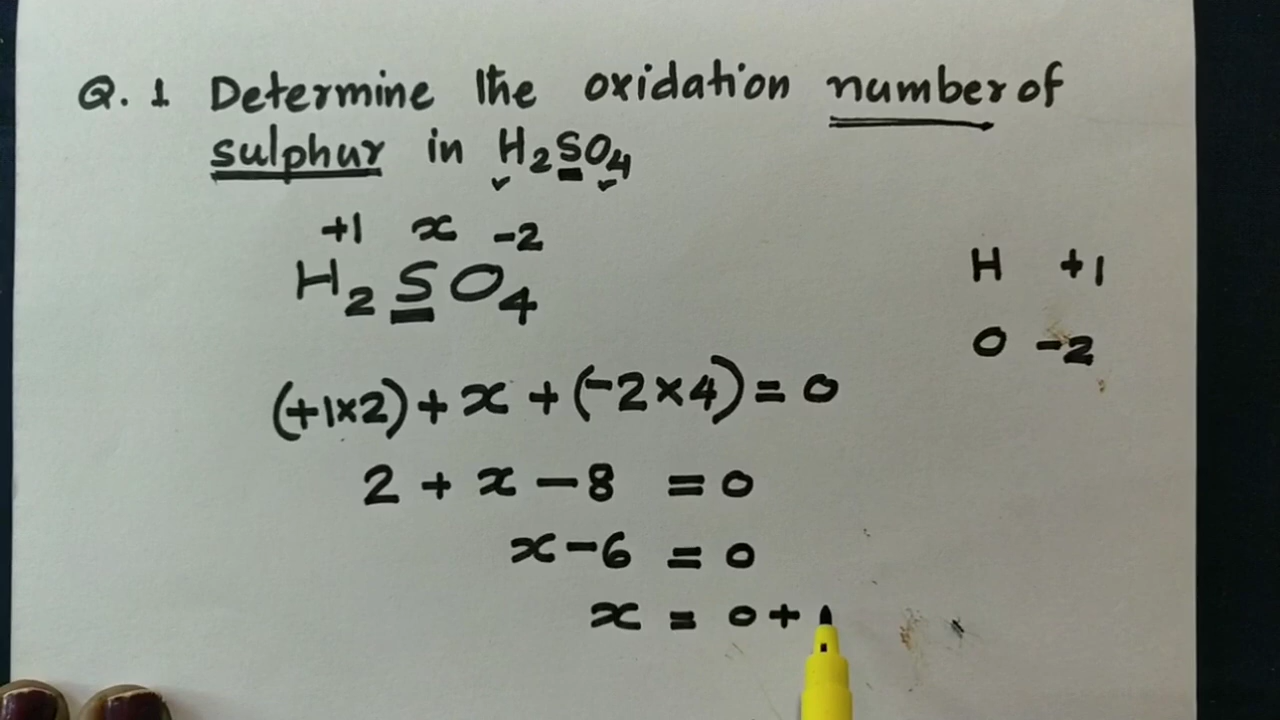 Q. 1 Determine the oxidation number of
sulphur in H₂SO₄
+1 x -2
H₂SO₄
H +1
O -2
(+1×2) + x + (-2×4) = 0
2 + x - 8 = 0
x - 6 = 0
x = 0 +